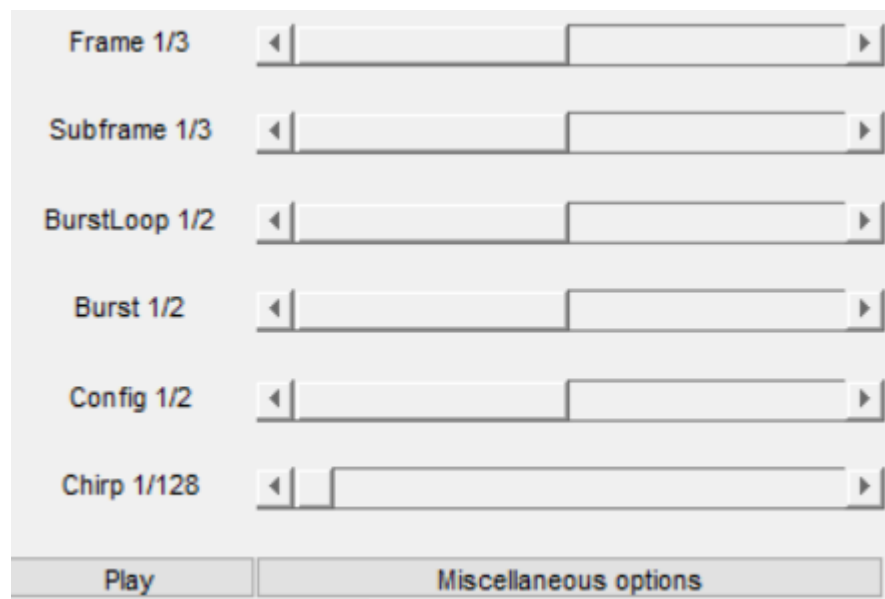 Frame 1/3
Subframe 1/3
BurstLoop 1/2
Burst 1/2
Config 1/2
Chirp 1/128
Play
Miscellaneous options